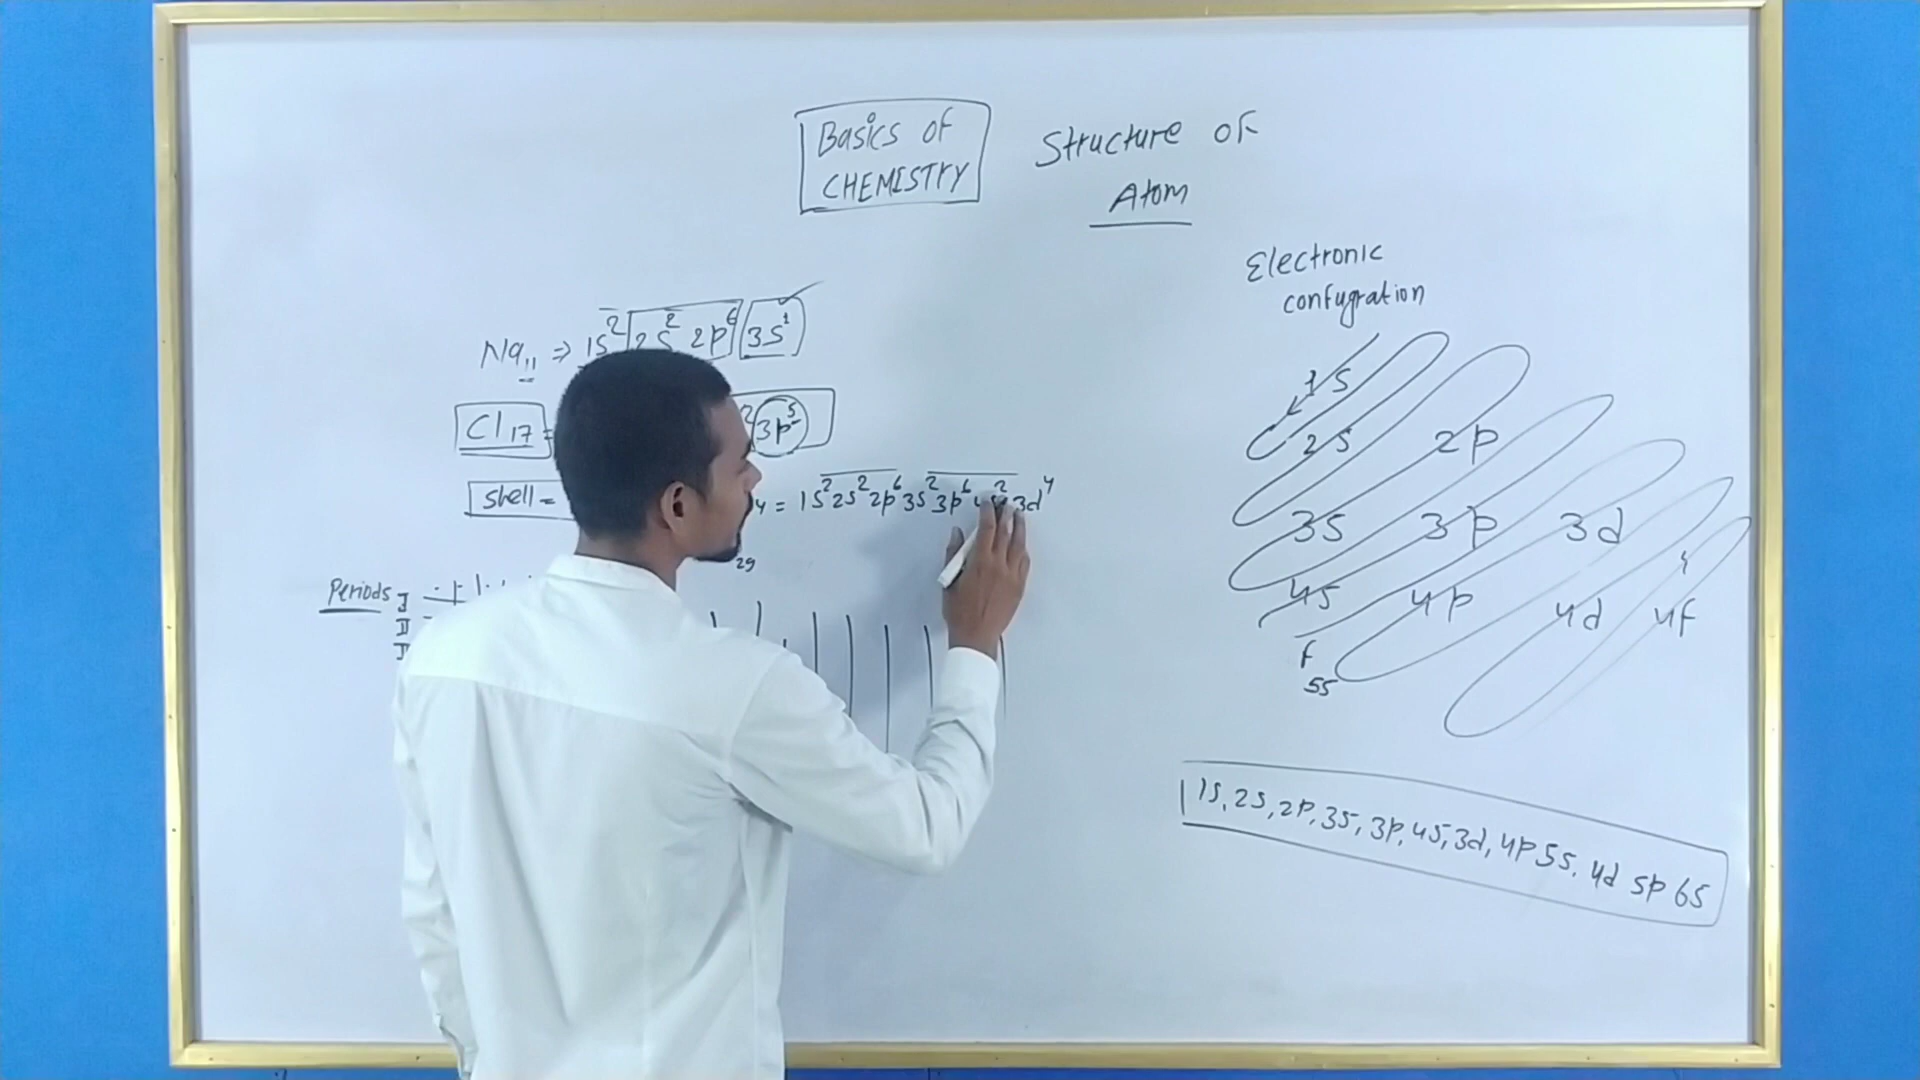 Basics of
CHEMISTRY
Structure of
Atom
Electronic
confugration
Na₁₁ ⇒ 1s² 2s² 2p⁶ 3s¹
Cl₁₇ =
3p⁵
shell =
= 1s² 2s² 2p⁶ 3s² 3p⁶ 4s² 3d⁴
29
Periods I
II
1s
2s 2p
3s 3p 3d
4s 4p 4d 4f
5s
1s, 2s, 2p, 3s, 3p, 4s, 3d, 4p 5s, 4d 5p 6s